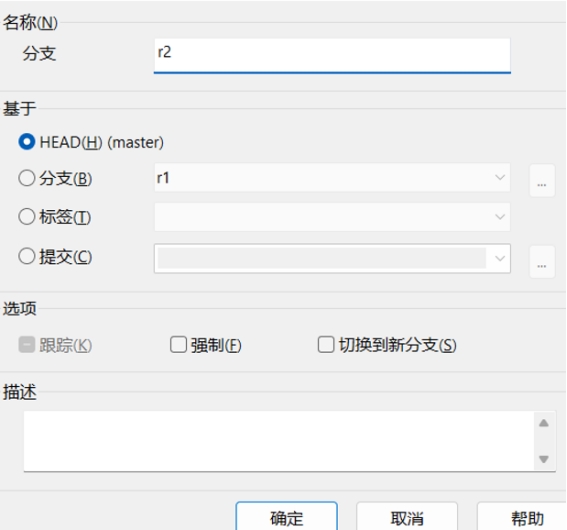 名称(N)
分支 r2
基于
HEAD(H) (master)
分支(B) r1 ...
标签(T)
提交(C) ...
选项
跟踪(K) 强制(F) 切换到新分支(S)
描述
确定 取消 帮助